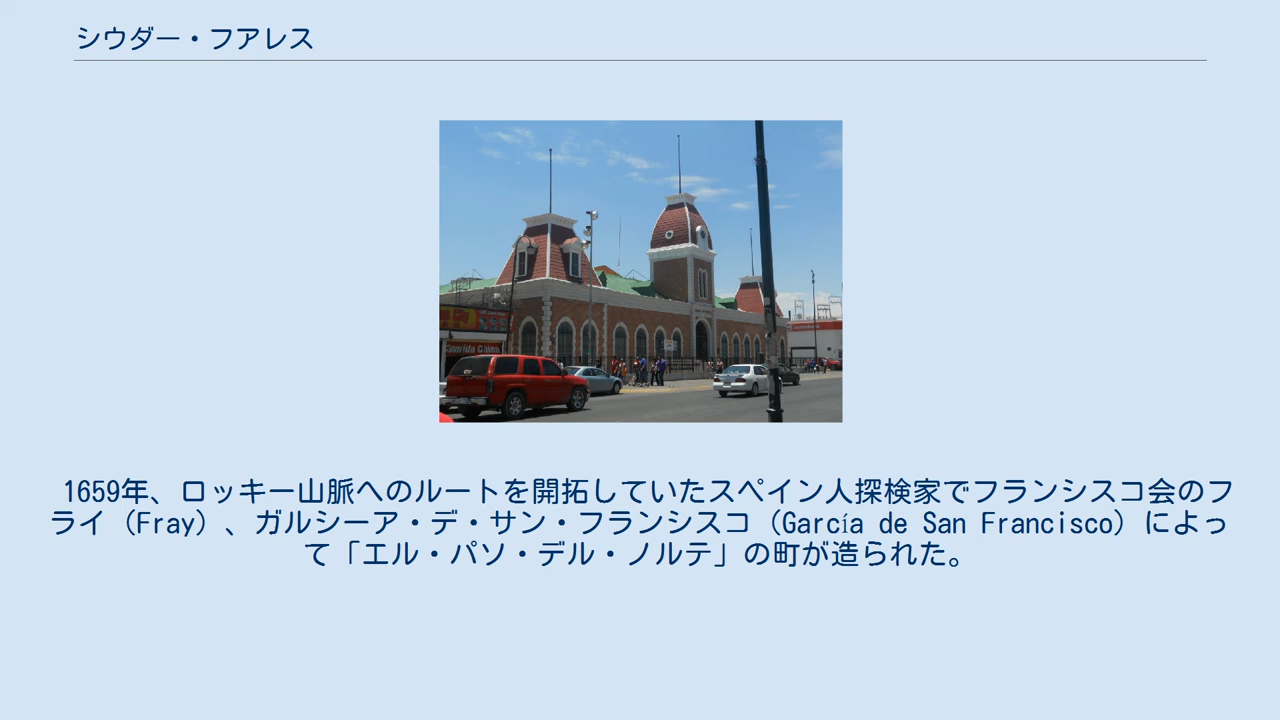 シウダー・フアレス
Comida China
1659年、ロッキー山脈へのルートを開拓していたスペイン人探検家でフランシスコ会のフ
ライ（Fray）、ガルシーア・デ・サン・フランシスコ（García de San Francisco）によっ
て「エル・パソ・デル・ノルテ」の町が造られた。